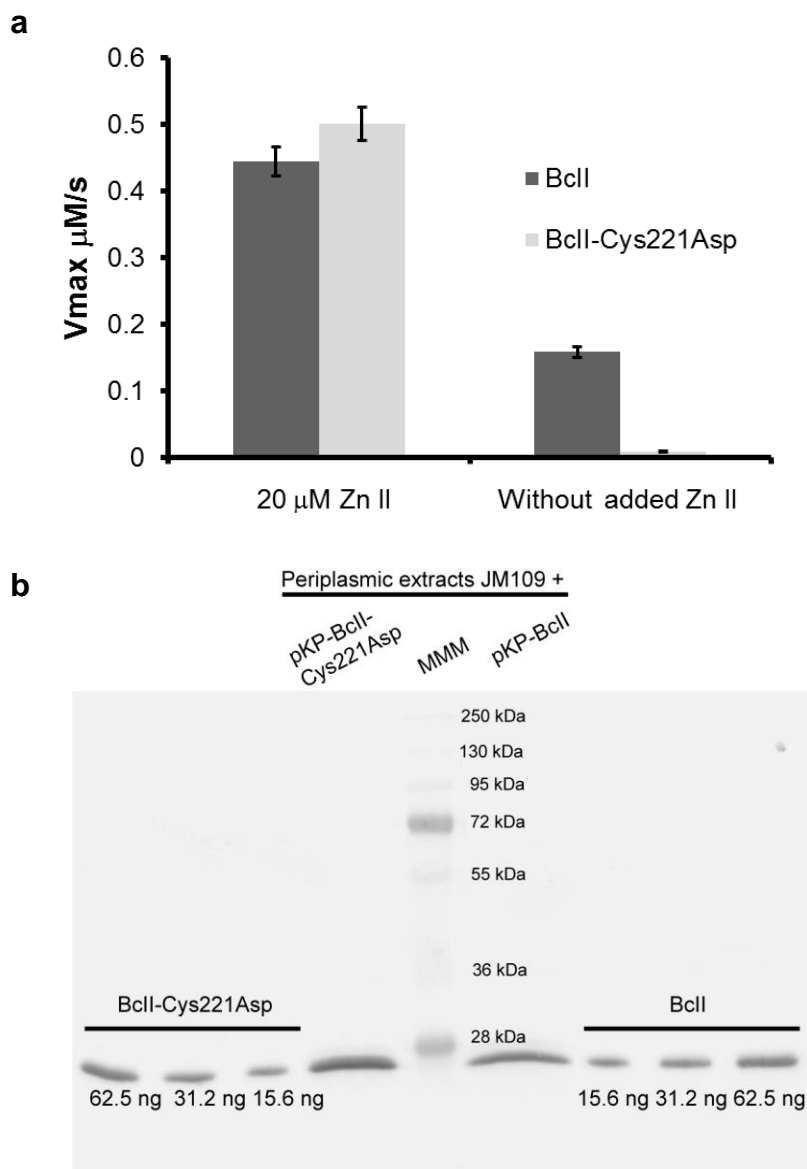 a
0.6
0.5
0.4
0.3
0.2
0.1
0
Vmax μM/s
BcII
BcII-Cys221Asp
20 μM Zn II
Without added Zn II
b
Periplasmic extracts JM109 +
pKP-BcII-
Cys221Asp
MMM
pKP-BcII
250 kDa
130 kDa
95 kDa
72 kDa
55 kDa
36 kDa
28 kDa
BcII-Cys221Asp
BcII
62.5 ng 31.2 ng 15.6 ng
15.6 ng 31.2 ng 62.5 ng